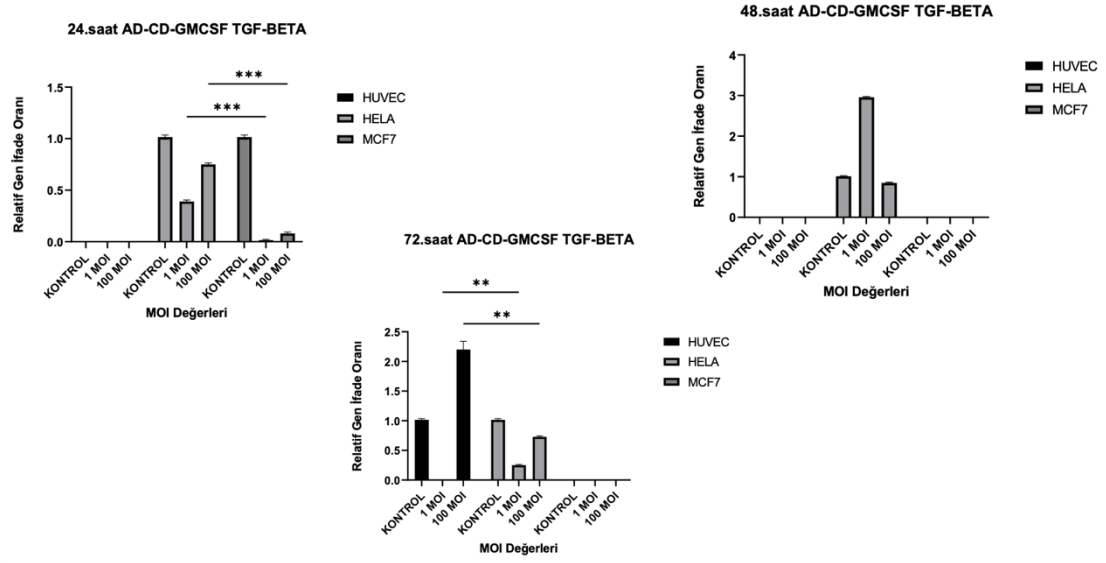 24.saat AD-CD-GMCSF TGF-BETA
***
***
1.5
1.0
0.5
0.0
Relatif Gen İfade Oranı
KONTROL
1 MOI
100 MOI
KONTROL
1 MOI
100 MOI
KONTROL
1 MOI
100 MOI
MOI Değerleri
HUVEC
HELA
MCF7
48.saat AD-CD-GMCSF TGF-BETA
4
3
2
1
0
Relatif Gen İfade Oranı
KONTROL
1 MOI
100 MOI
KONTROL
1 MOI
100 MOI
KONTROL
1 MOI
100 MOI
MOI Değerleri
HUVEC
HELA
MCF7
72.saat AD-CD-GMCSF TGF-BETA
**
**
2.5
2.0
1.0
0.5
0.0
Relatif Gen İfade Oranı
KONTROL
1 MOI
100 MOI
KONTROL
1 MOI
100 MOI
KONTROL
1 MOI
100 MOI
MOI Değerleri
HUVEC
HELA
MCF7